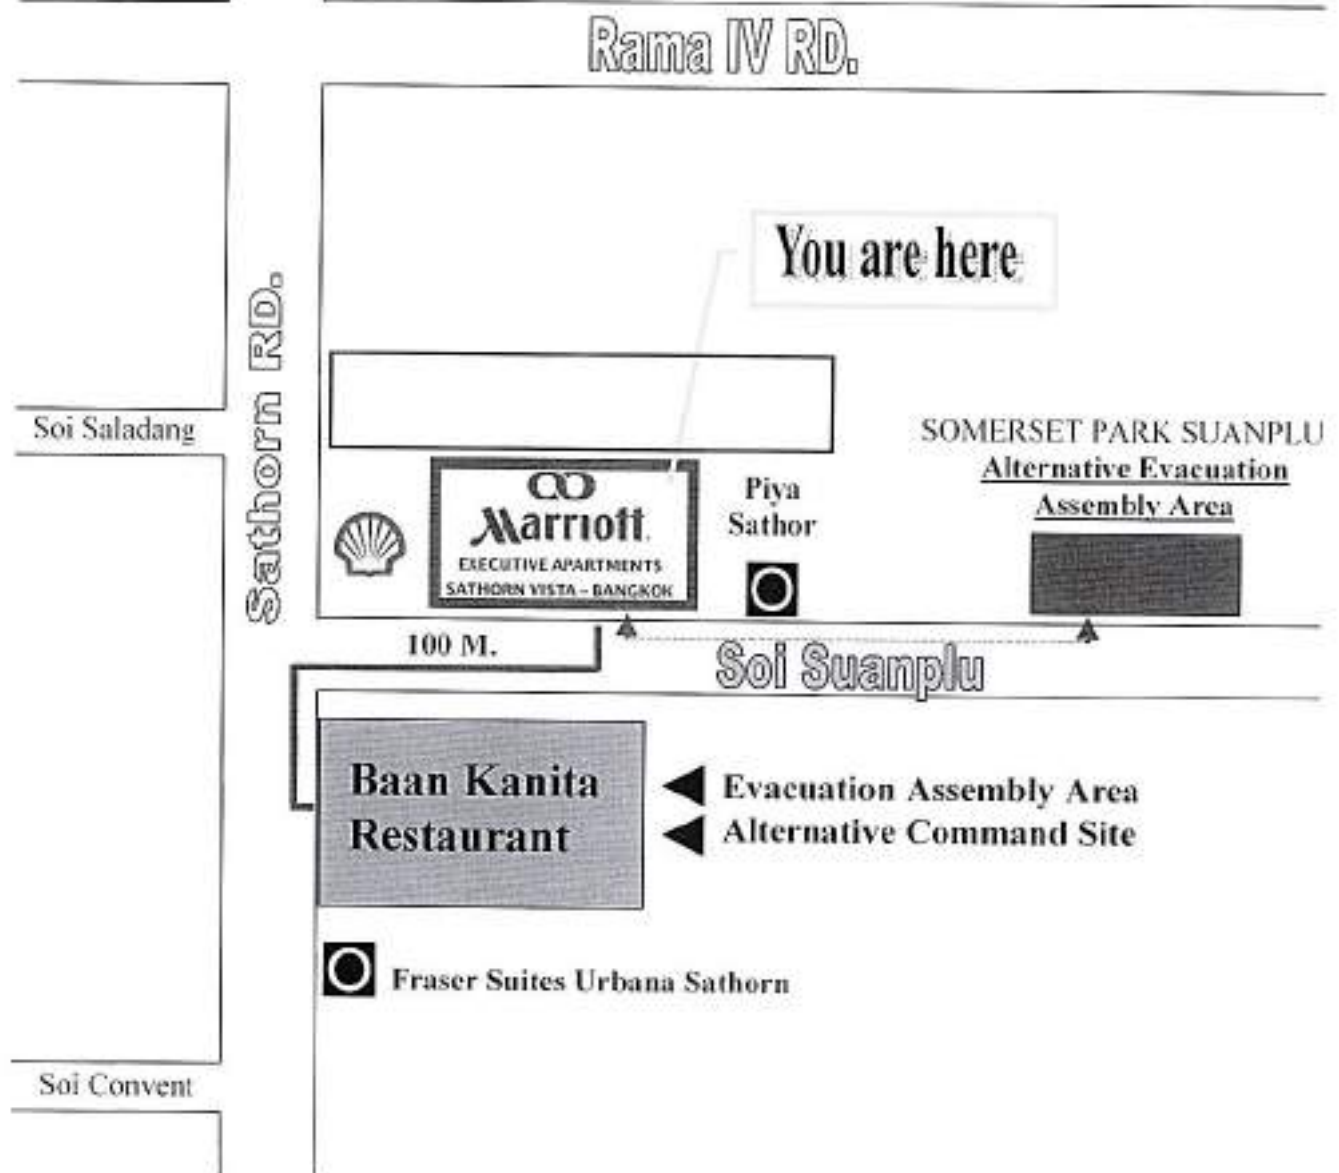 Rama IV RD.
You are here
Sathorn RD.
Soi Saladang
SOMERSET PARK SUANPLU
Alternative Evacuation
Assembly Area
Marriott.
EXECUTIVE APARTMENTS
SATHORN VISTA – BANGKOK
Piya
Sathor
100 M.
Soi Suanplu
Baan Kanita
Restaurant
Evacuation Assembly Area
Alternative Command Site
Fraser Suites Urbana Sathorn
Soi Convent